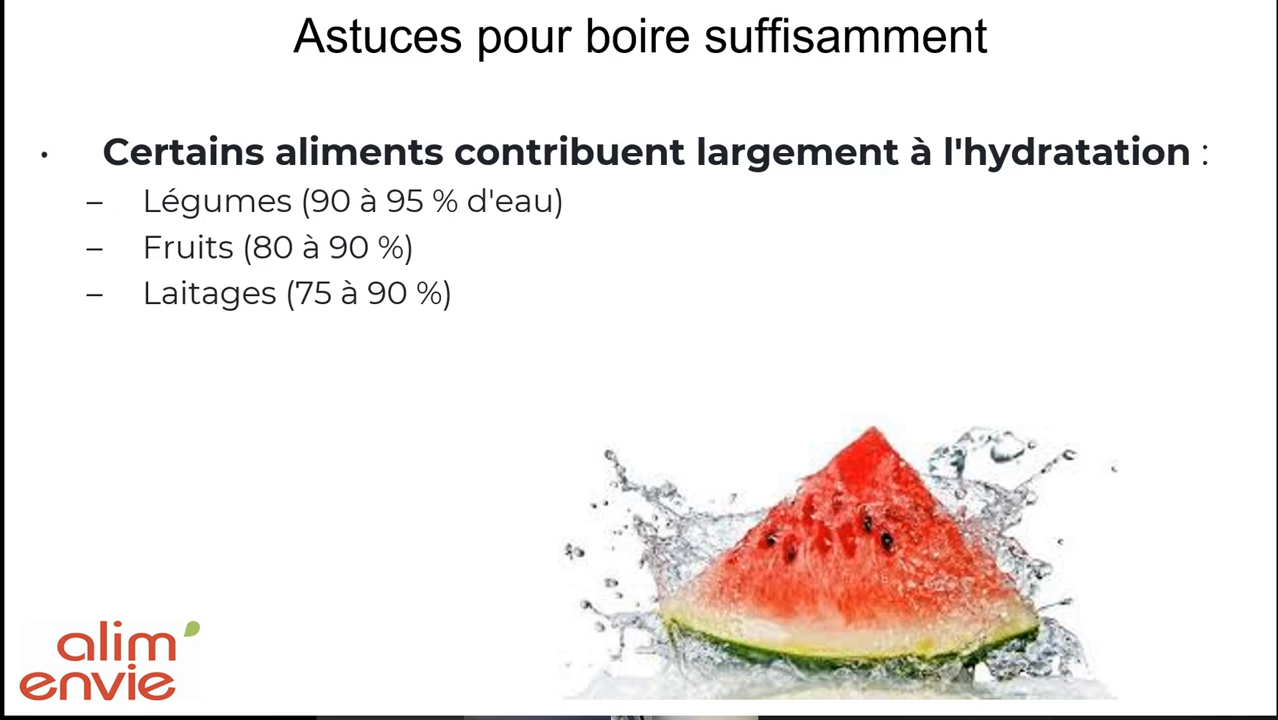 Astuces pour boire suffisamment
• Certains aliments contribuent largement à l'hydratation :
– Légumes (90 à 95 % d'eau)
– Fruits (80 à 90 %)
– Laitages (75 à 90 %)
alim'
envie